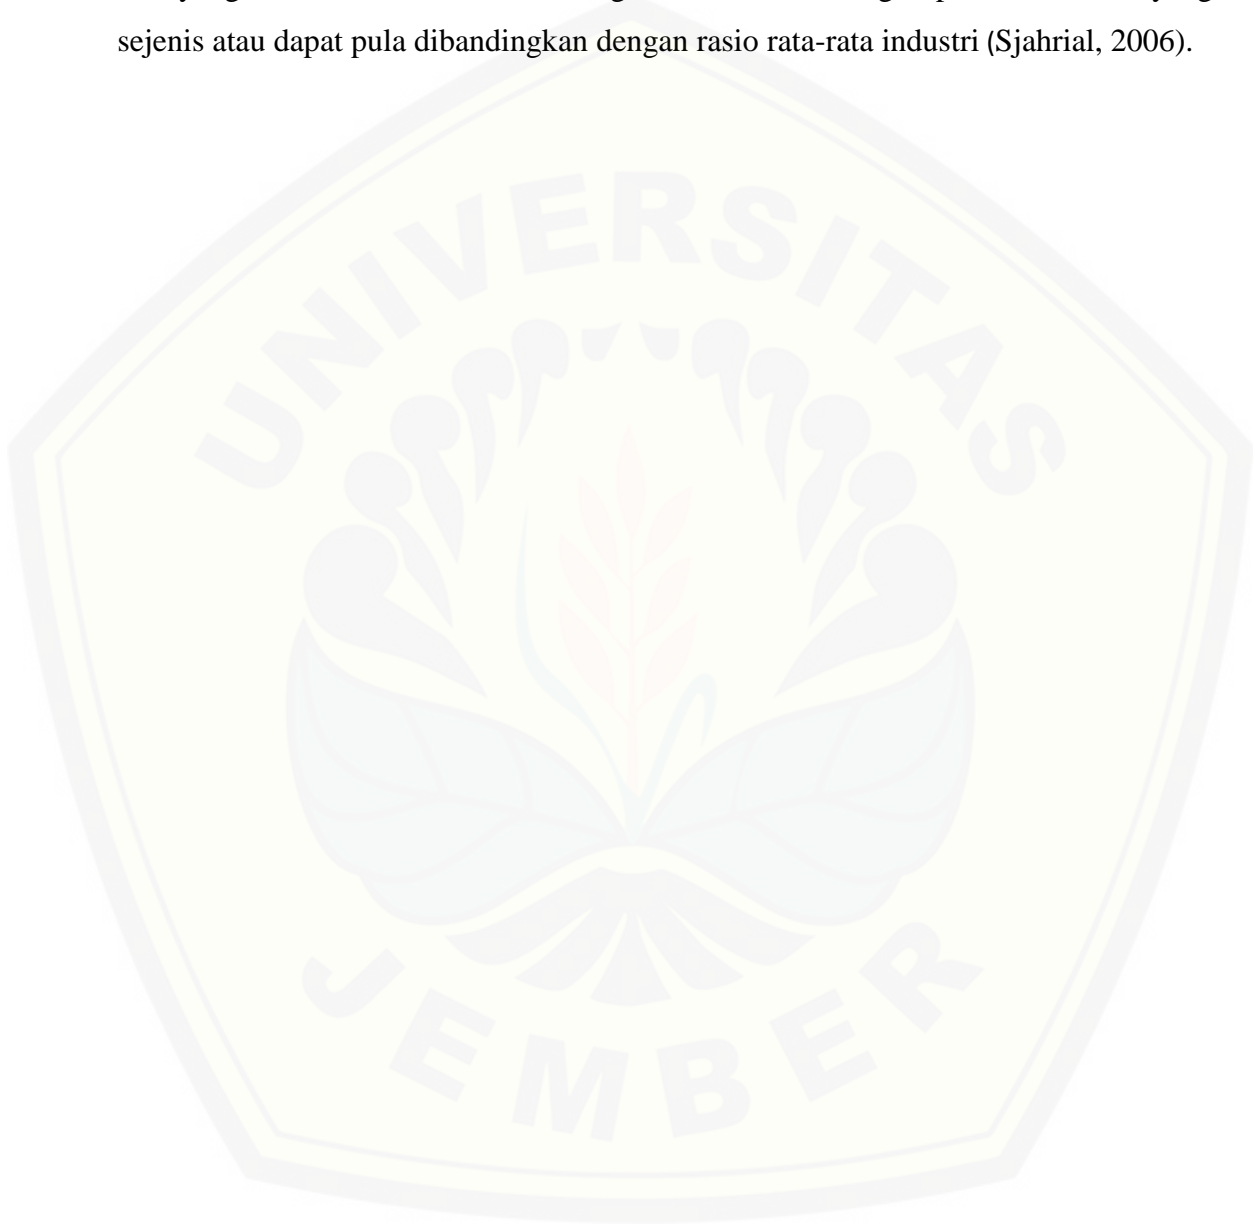 sejenis atau dapat pula dibandingkan dengan rasio rata-rata industri (Sjahrial, 2006).
UNIVERSITAS
JEMBER